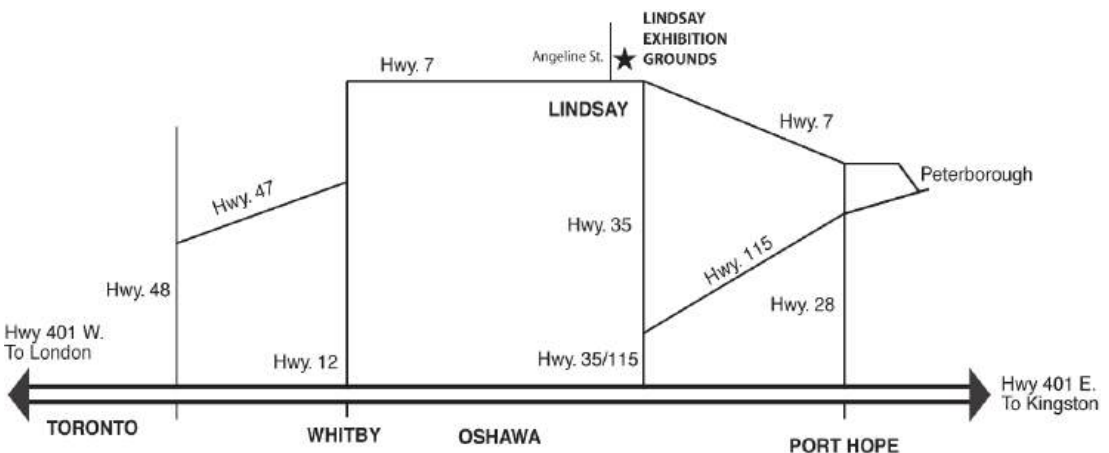 LINDSAY
EXHIBITION
GROUNDS
Angeline St.
Hwy. 7
LINDSAY
Hwy. 7
Peterborough
Hwy. 47
Hwy. 35
Hwy. 115
Hwy. 48
Hwy. 28
Hwy 401 W.
To London
Hwy. 12
Hwy. 35/115
Hwy 401 E.
To Kingston
TORONTO
WHITBY
OSHAWA
PORT HOPE